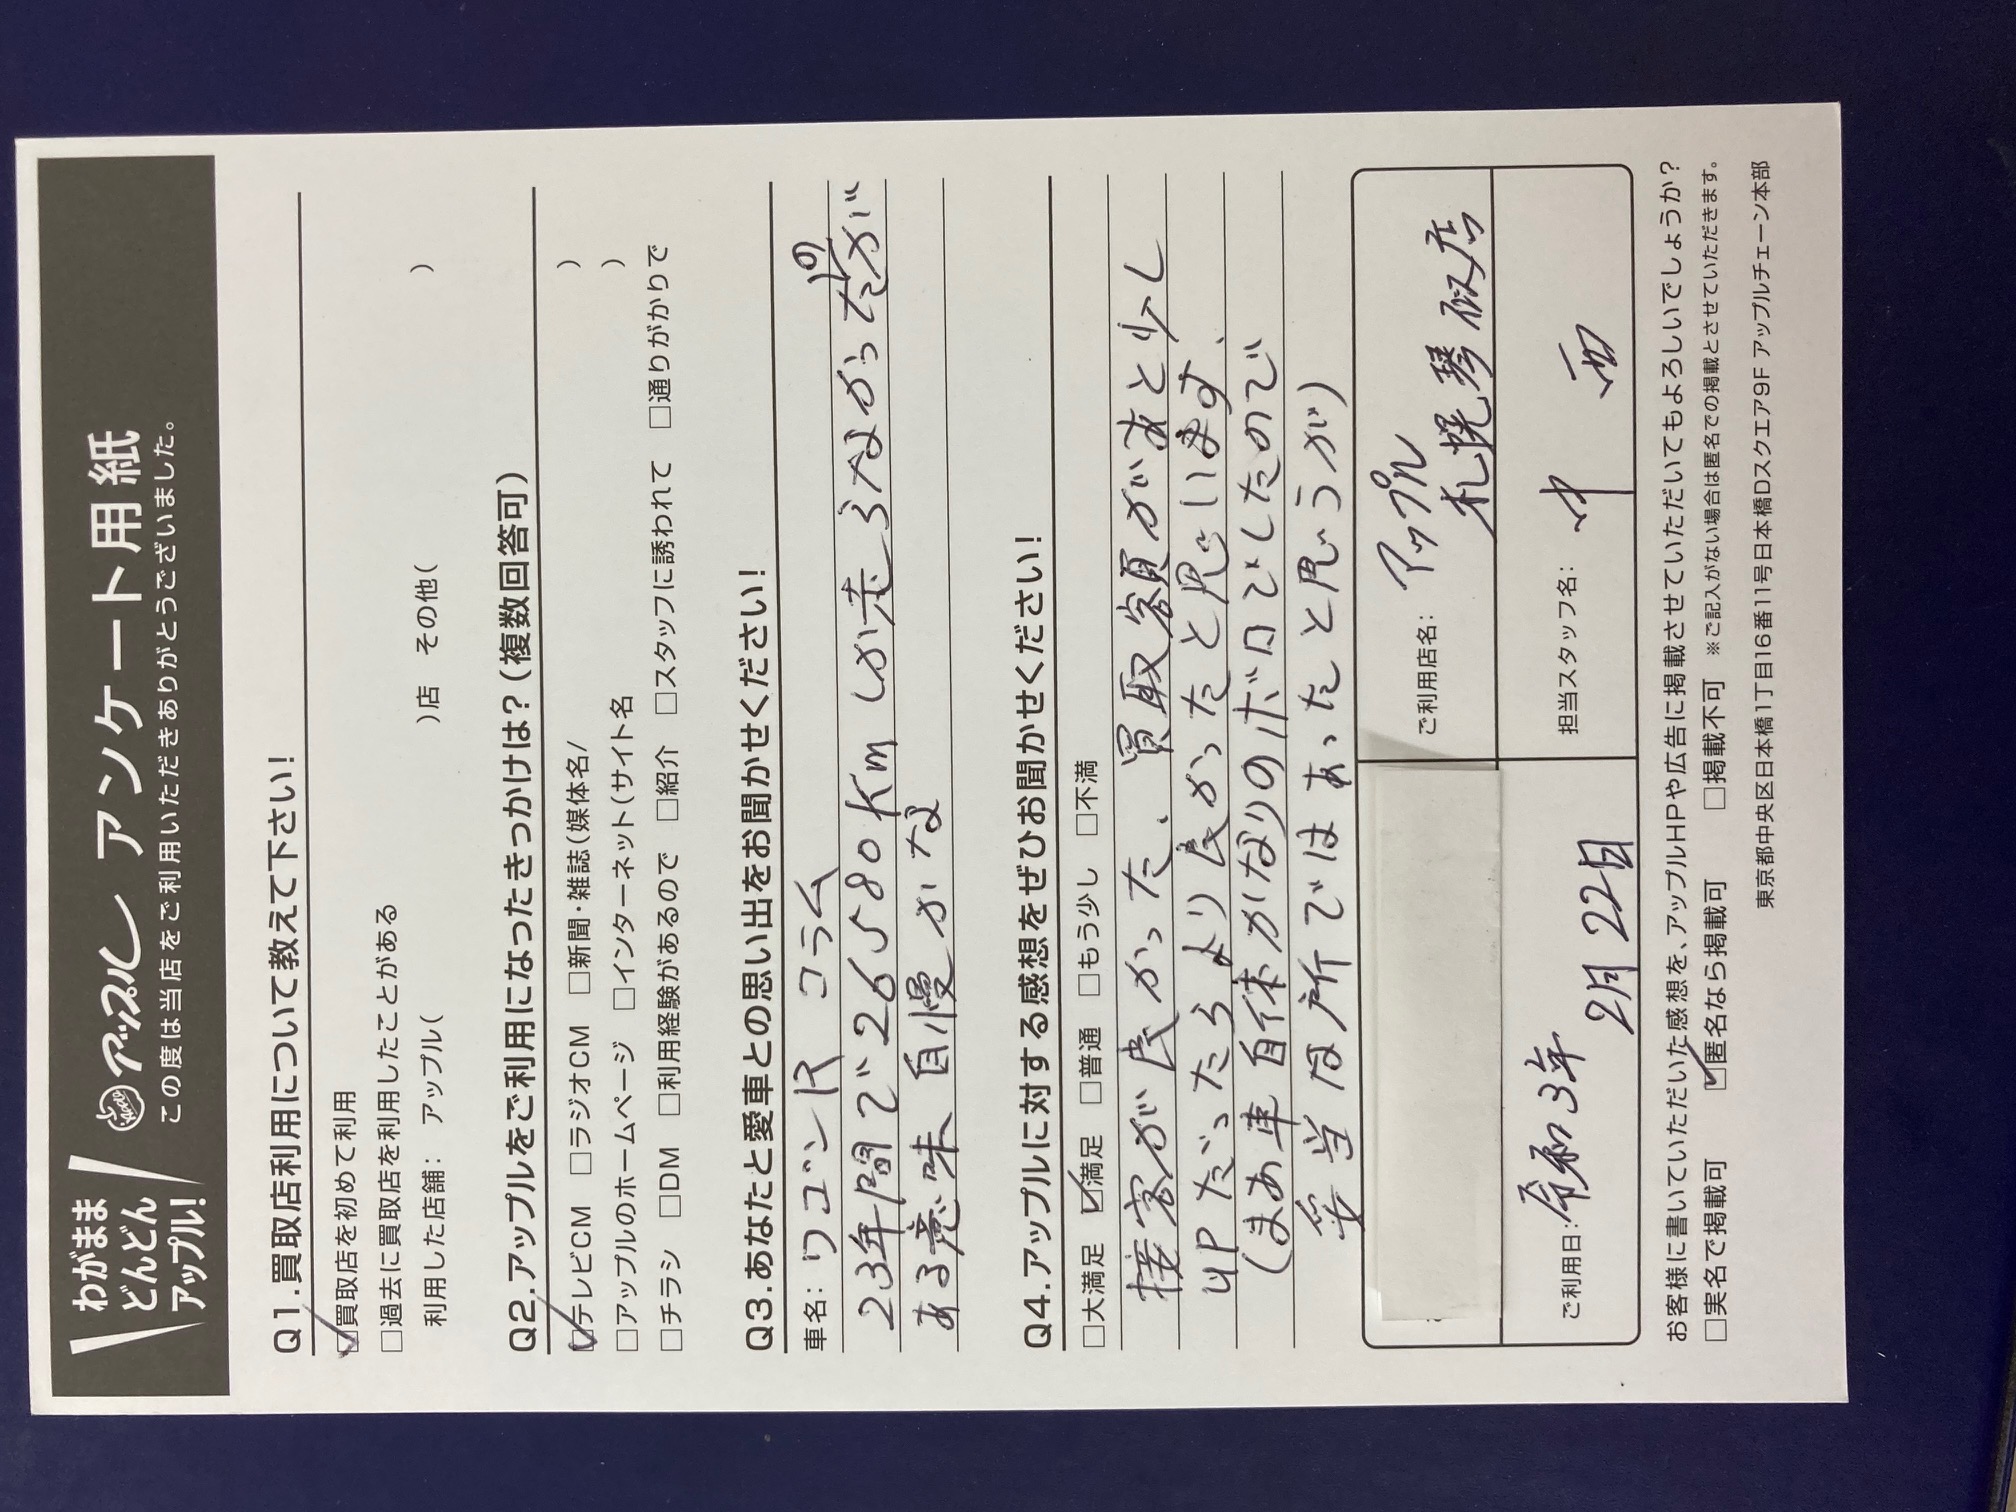 わがまま
どんどん
アップル!
アップル アンケート用紙
この度は当店をご利用いただきありがとうございました。
Q1.買取店利用について教えて下さい!
☑買取店を初めて利用
□過去に買取店を利用したことがある
利用した店舗: アップル( )店 その他( )
Q2.アップルをご利用になったきっかけは?(複数回答可)
☑テレビCM □ラジオCM □新聞・雑誌(媒体名/ )
□アップルのホームページ □インターネット(サイト名 )
□チラシ □DM □利用経験があるので □紹介 □スタッフに誘われて □通りがかりで
Q3.あなたと愛車との思い出をお聞かせください!
車名: ワゴンR コラム
23年間で26580Kmしか走らなかったのが
ある意味自慢かな
Q4.アップルに対する感想をぜひお聞かせください!
□大満足 ☑満足 □普通 □もう少し □不満
接客が良かった、買取額があと少し
UPだったらより良かったと思います、
(まあ車自体かなりのボロでしたので
妥当な所ではあったと思うが)
ご利用店名: アップル
札幌琴似店
ご利用日: 令和3年
2月22日
担当スタッフ名: 中西
お客様に書いていただいた感想を、アップルHPや広告に掲載させていただいてもよろしいでしょうか?
□実名で掲載可 ☑匿名なら掲載可 □掲載不可 ※ご記入がない場合は匿名での掲載とさせていただきます。
東京都中央区日本橋1丁目16番11号日本橋Dスクエア9F アップルチェーン本部